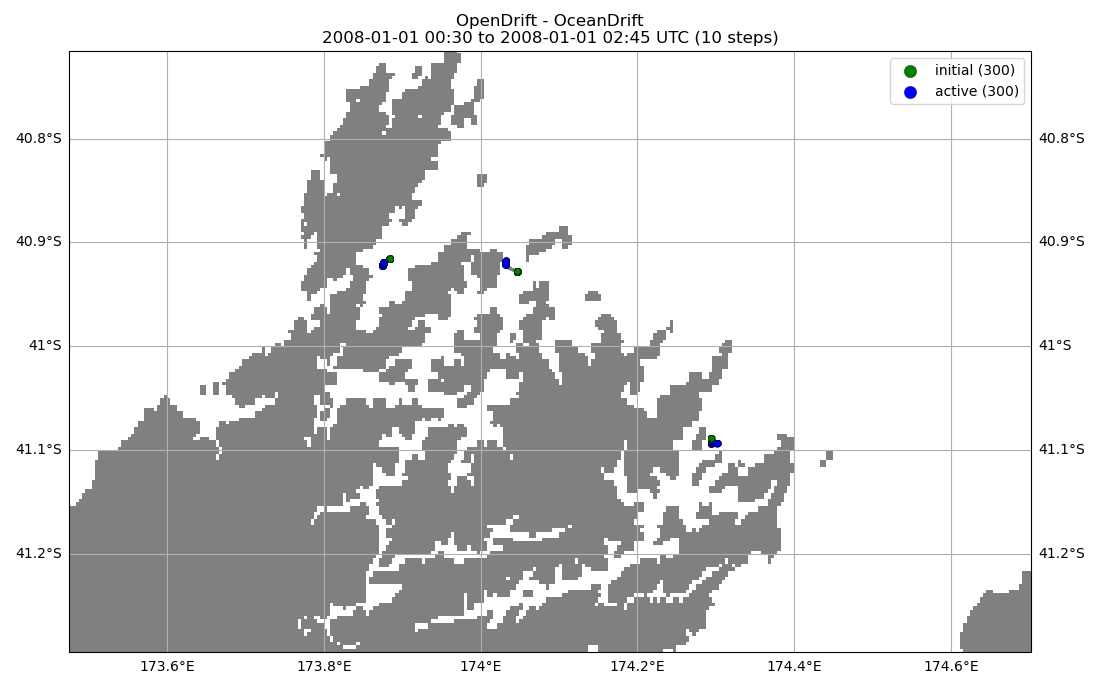 OpenDrift - OceanDrift
2008-01-01 00:30 to 2008-01-01 02:45 UTC (10 steps)
initial (300)
active (300)
40.8°S 40.8°S
40.9°S 40.9°S
41°S 41°S
41.1°S 41.1°S
41.2°S 41.2°S
173.6°E 173.8°E 174°E 174.2°E 174.4°E 174.6°E